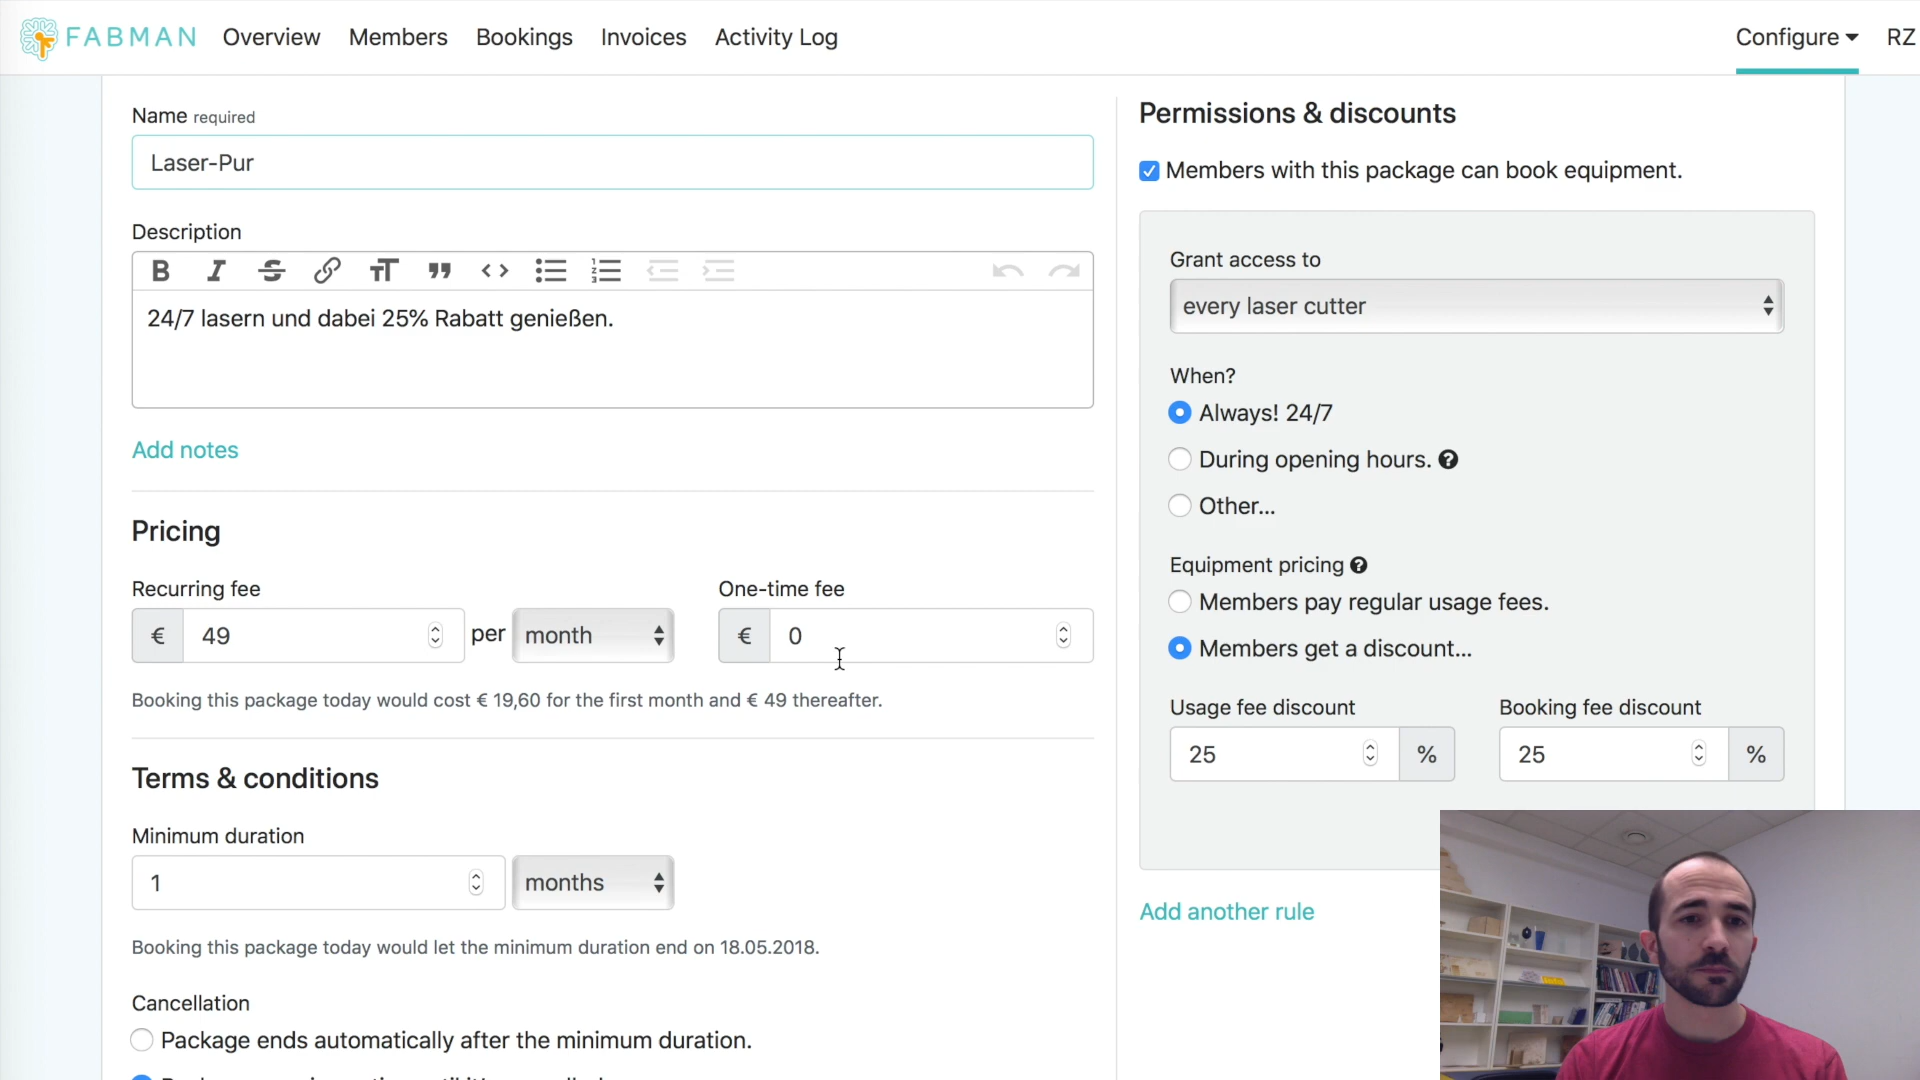 FABMAN Overview Members Bookings Invoices Activity Log Configure RZ
Name required
Laser-Pur
Description
24/7 lasern und dabei 25% Rabatt genießen.
Add notes
Pricing
Recurring fee One-time fee
€ 49 per month € 0
Booking this package today would cost € 19,60 for the first month and € 49 thereafter.
Terms & conditions
Minimum duration
1 months
Booking this package today would let the minimum duration end on 18.05.2018.
Cancellation
Package ends automatically after the minimum duration.
Permissions & discounts
Members with this package can book equipment.
Grant access to
every laser cutter
When?
Always! 24/7
During opening hours.
Other...
Equipment pricing
Members pay regular usage fees.
Members get a discount...
Usage fee discount Booking fee discount
25 % 25 %
Add another rule